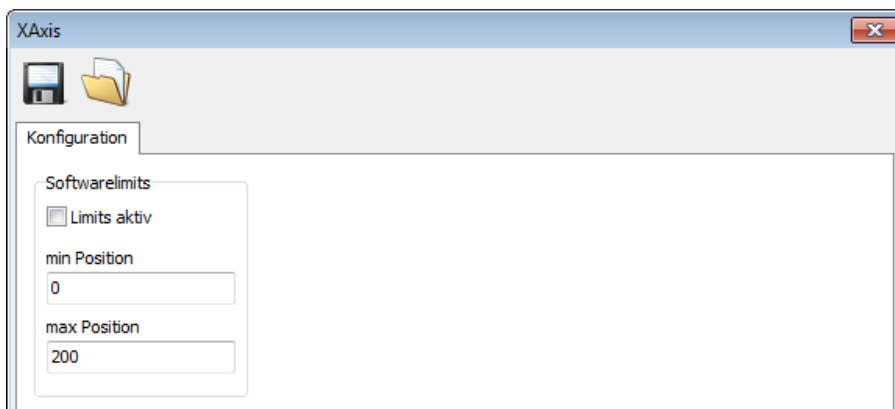 XAxis
Konfiguration
Softwarelimits
Limits aktiv
min Position
0
max Position
200